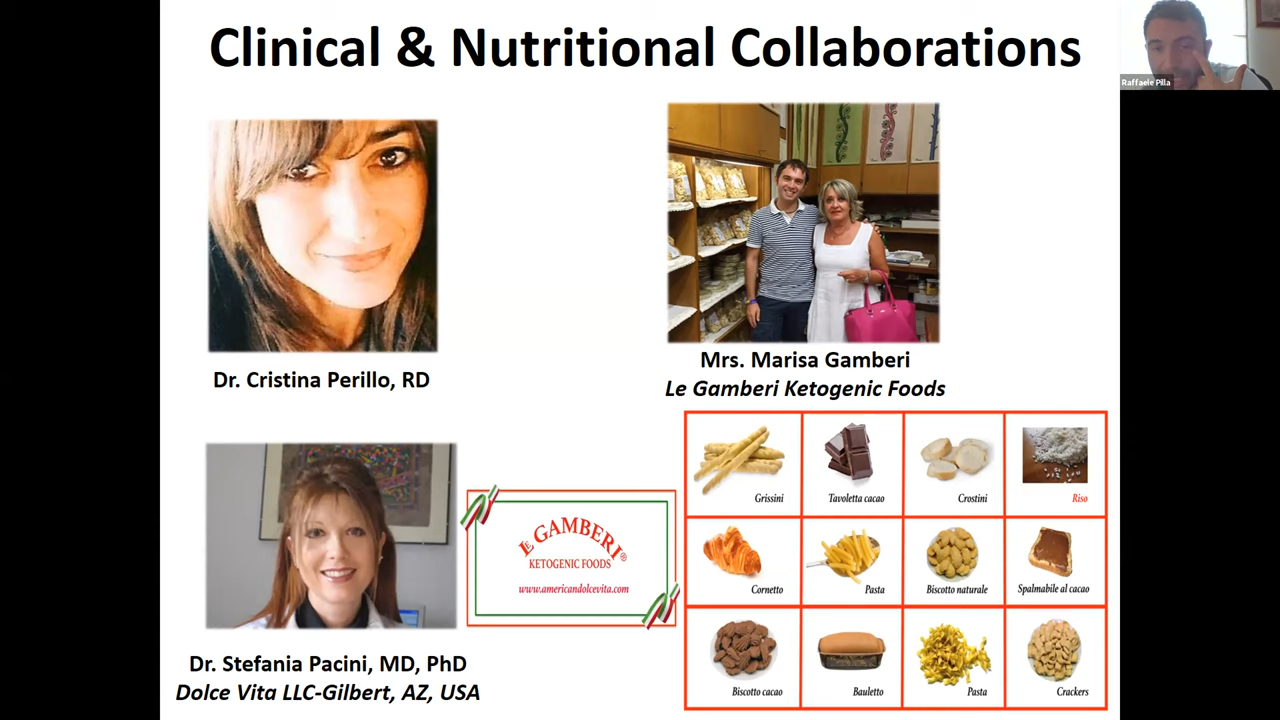 Clinical & Nutritional Collaborations
Raffaele Pilla
Dr. Cristina Perillo, RD
Mrs. Marisa Gamberi
Le Gamberi Ketogenic Foods
Grissini
Tavoletta cacao
Crostini
Riso
LE GAMBERI®
KETOGENIC FOODS
www.americandolcevita.com
Cornetto
Pasta
Biscotto naturale
Spalmabile al cacao
Biscotto cacao
Bauletto
Pasta
Crackers
Dr. Stefania Pacini, MD, PhD
Dolce Vita LLC-Gilbert, AZ, USA